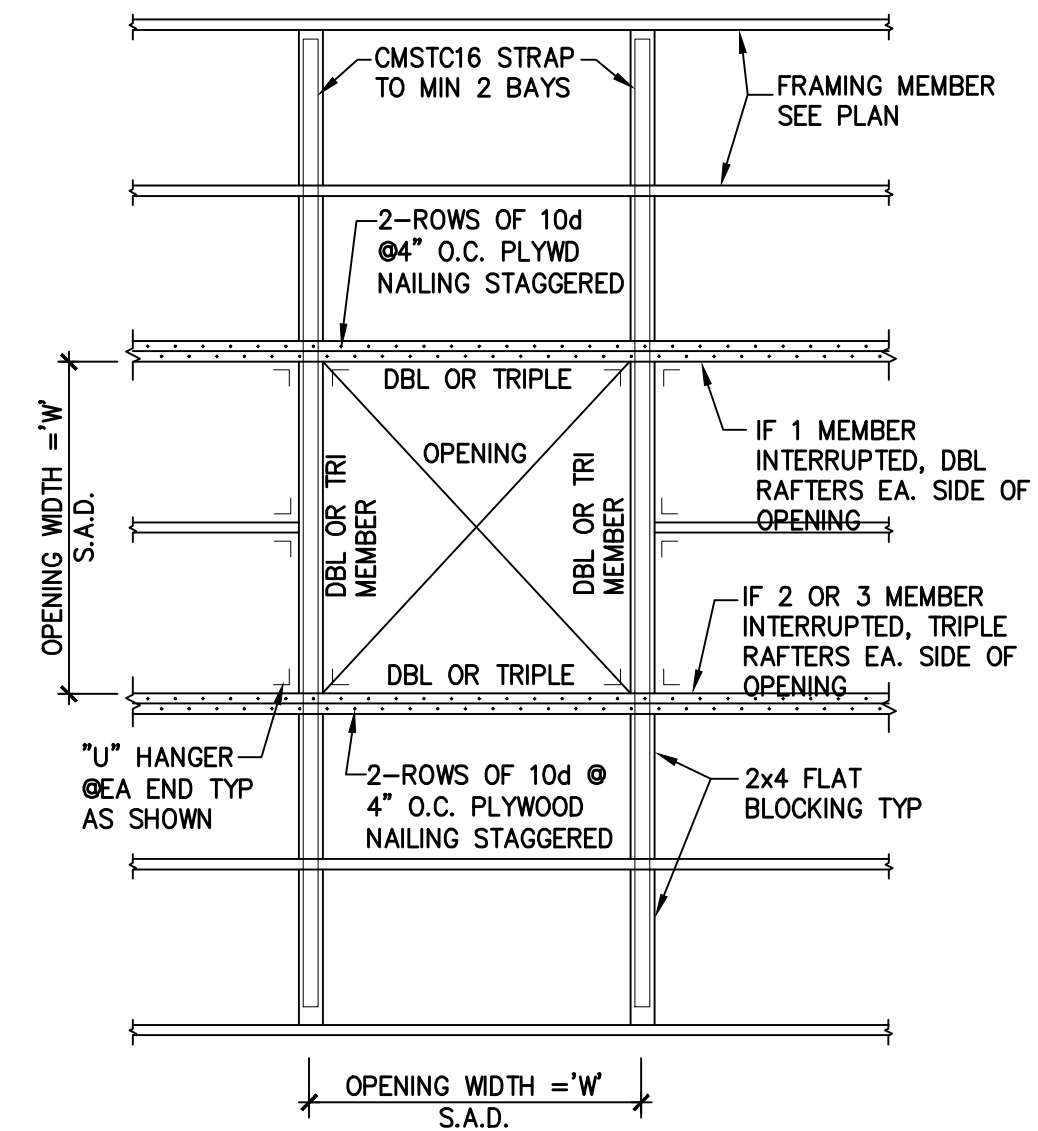 CMSTC16 STRAP
TO MIN 2 BAYS
FRAMING MEMBER
SEE PLAN
2-ROWS OF 10d
@4" O.C. PLYWD
NAILING STAGGERED
DBL OR TRIPLE
OPENING
DBL OR TRI
MEMBER
DBL OR TRI
MEMBER
OPENING WIDTH ='W'
S.A.D.
IF 1 MEMBER
INTERRUPTED, DBL
RAFTERS EA. SIDE OF
OPENING
IF 2 OR 3 MEMBER
INTERRUPTED, TRIPLE
RAFTERS EA. SIDE OF
OPENING
DBL OR TRIPLE
"U" HANGER
@EA END TYP
AS SHOWN
2-ROWS OF 10d @
4" O.C. PLYWOOD
NAILING STAGGERED
2x4 FLAT
BLOCKING TYP
OPENING WIDTH ='W'
S.A.D.